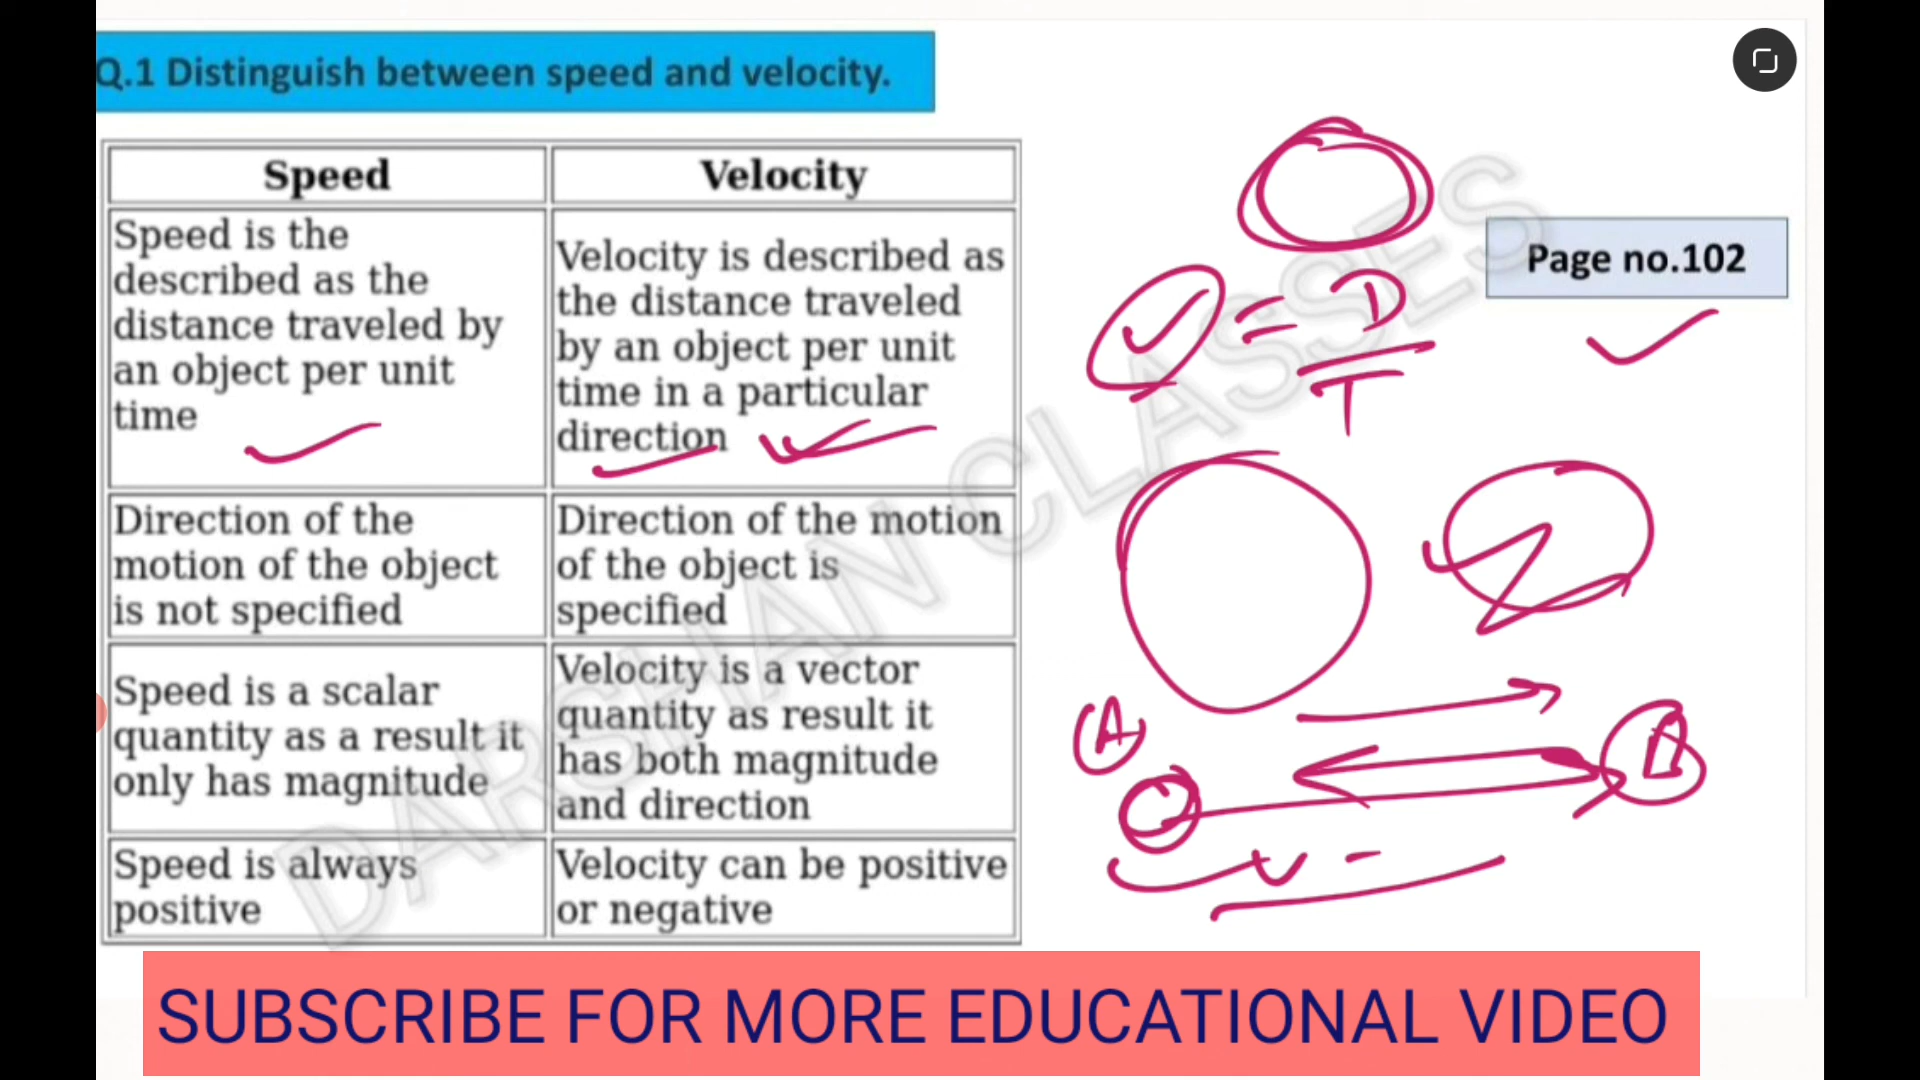 Q.1 Distinguish between speed and velocity.
Speed
Velocity
Speed is the
described as the
distance traveled by
an object per unit
time
Velocity is described as
the distance traveled
by an object per unit
time in a particular
direction
Direction of the
motion of the object
is not specified
Direction of the motion
of the object is
specified
Speed is a scalar
quantity as a result it
only has magnitude
Velocity is a vector
quantity as result it
has both magnitude
and direction
Speed is always
positive
Velocity can be positive
or negative
Page no.102
V = D
T
A
B
V -
DARSHAN CLASSES
SUBSCRIBE FOR MORE EDUCATIONAL VIDEO